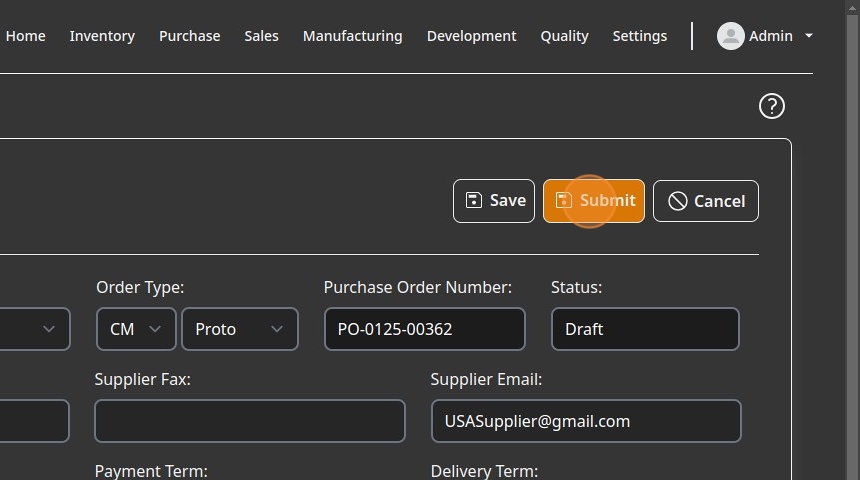 Home Inventory Purchase Sales Manufacturing Development Quality Settings Admin
Save Submit Cancel
Order Type: Purchase Order Number: Status:
CM Proto PO-0125-00362 Draft
Supplier Fax: Supplier Email:
USASupplier@gmail.com
Payment Term: Delivery Term: